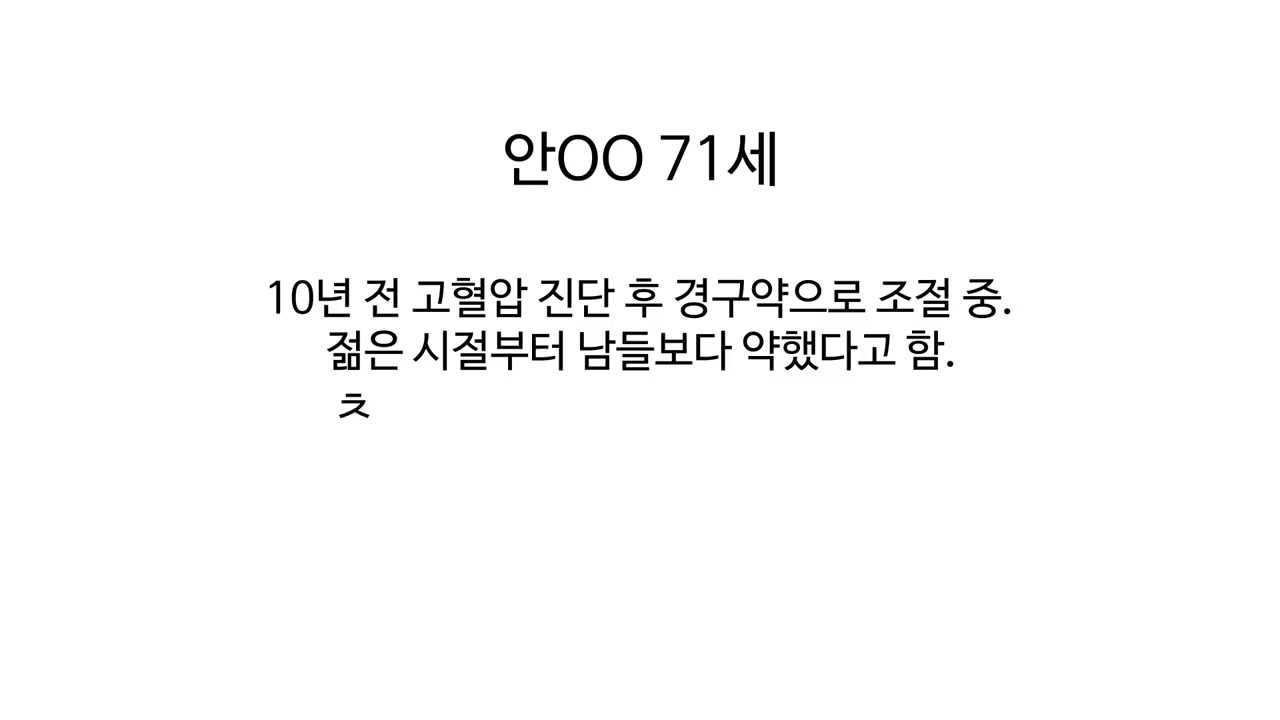 안OO 71세
10년 전 고혈압 진단 후 경구약으로 조절 중.
젊은 시절부터 남들보다 약했다고 함.
ㅊ